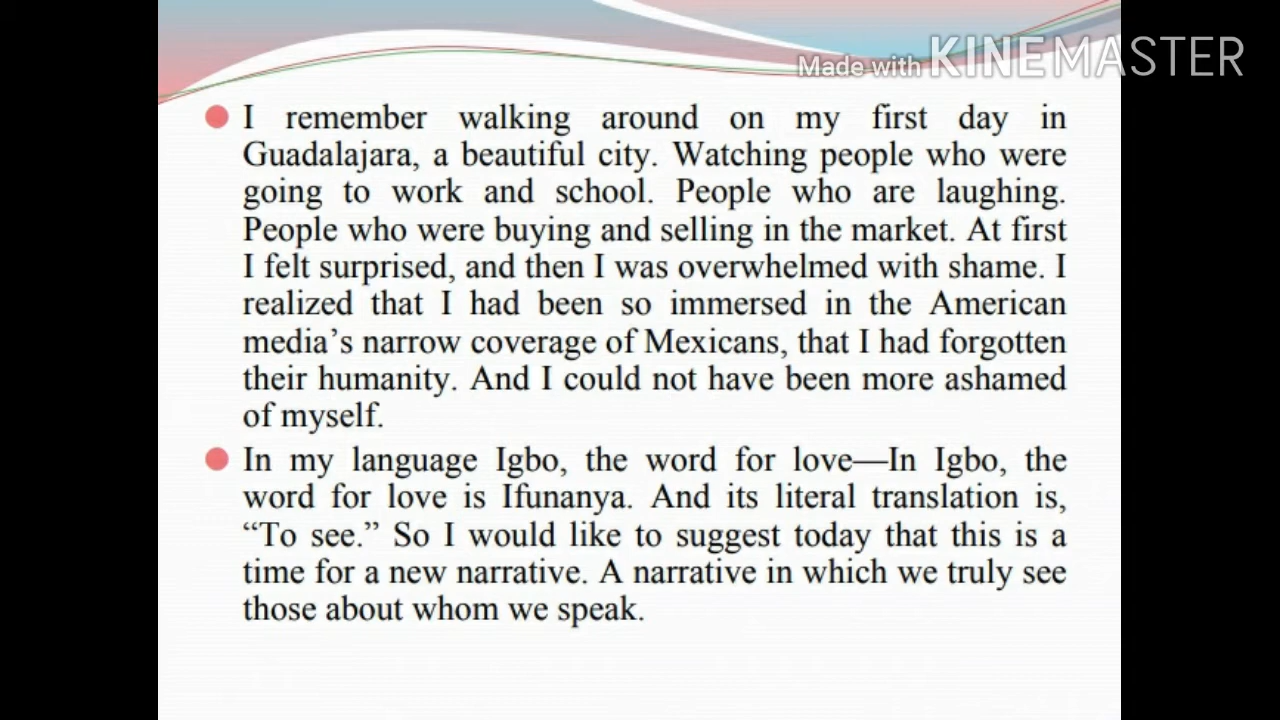 Made with KINEMASTER
I remember walking around on my first day in
Guadalajara, a beautiful city. Watching people who were
going to work and school. People who are laughing.
People who were buying and selling in the market. At first
I felt surprised, and then I was overwhelmed with shame. I
realized that I had been so immersed in the American
media’s narrow coverage of Mexicans, that I had forgotten
their humanity. And I could not have been more ashamed
of myself.
In my language Igbo, the word for love—In Igbo, the
word for love is Ifunanya. And its literal translation is,
“To see.” So I would like to suggest today that this is a
time for a new narrative. A narrative in which we truly see
those about whom we speak.